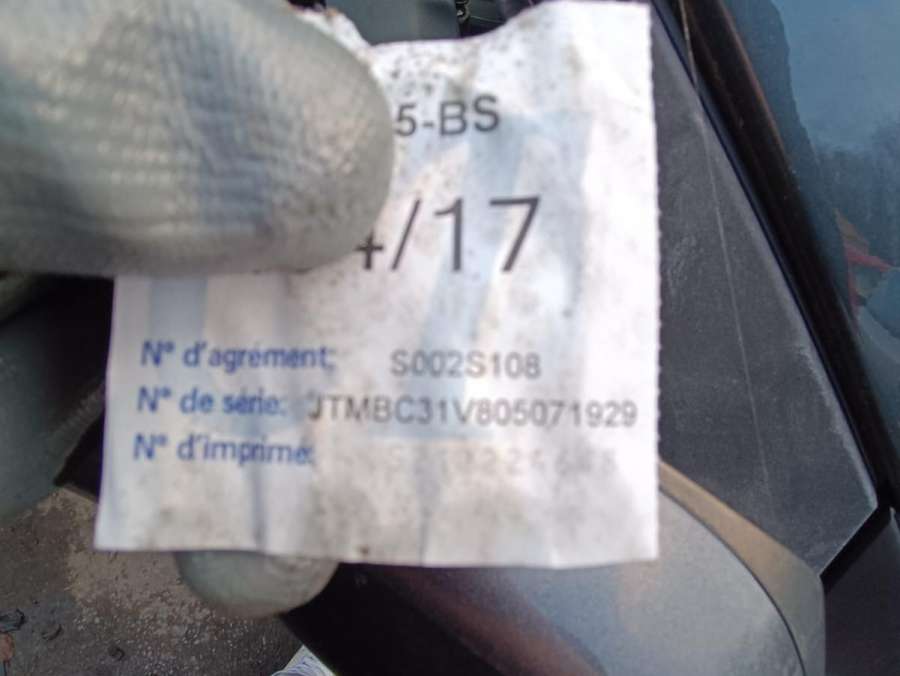 5-BS
4/17
N° d'agrément: S002S108
N° de série: JTMBC31V805071929
N° d'imprimé: